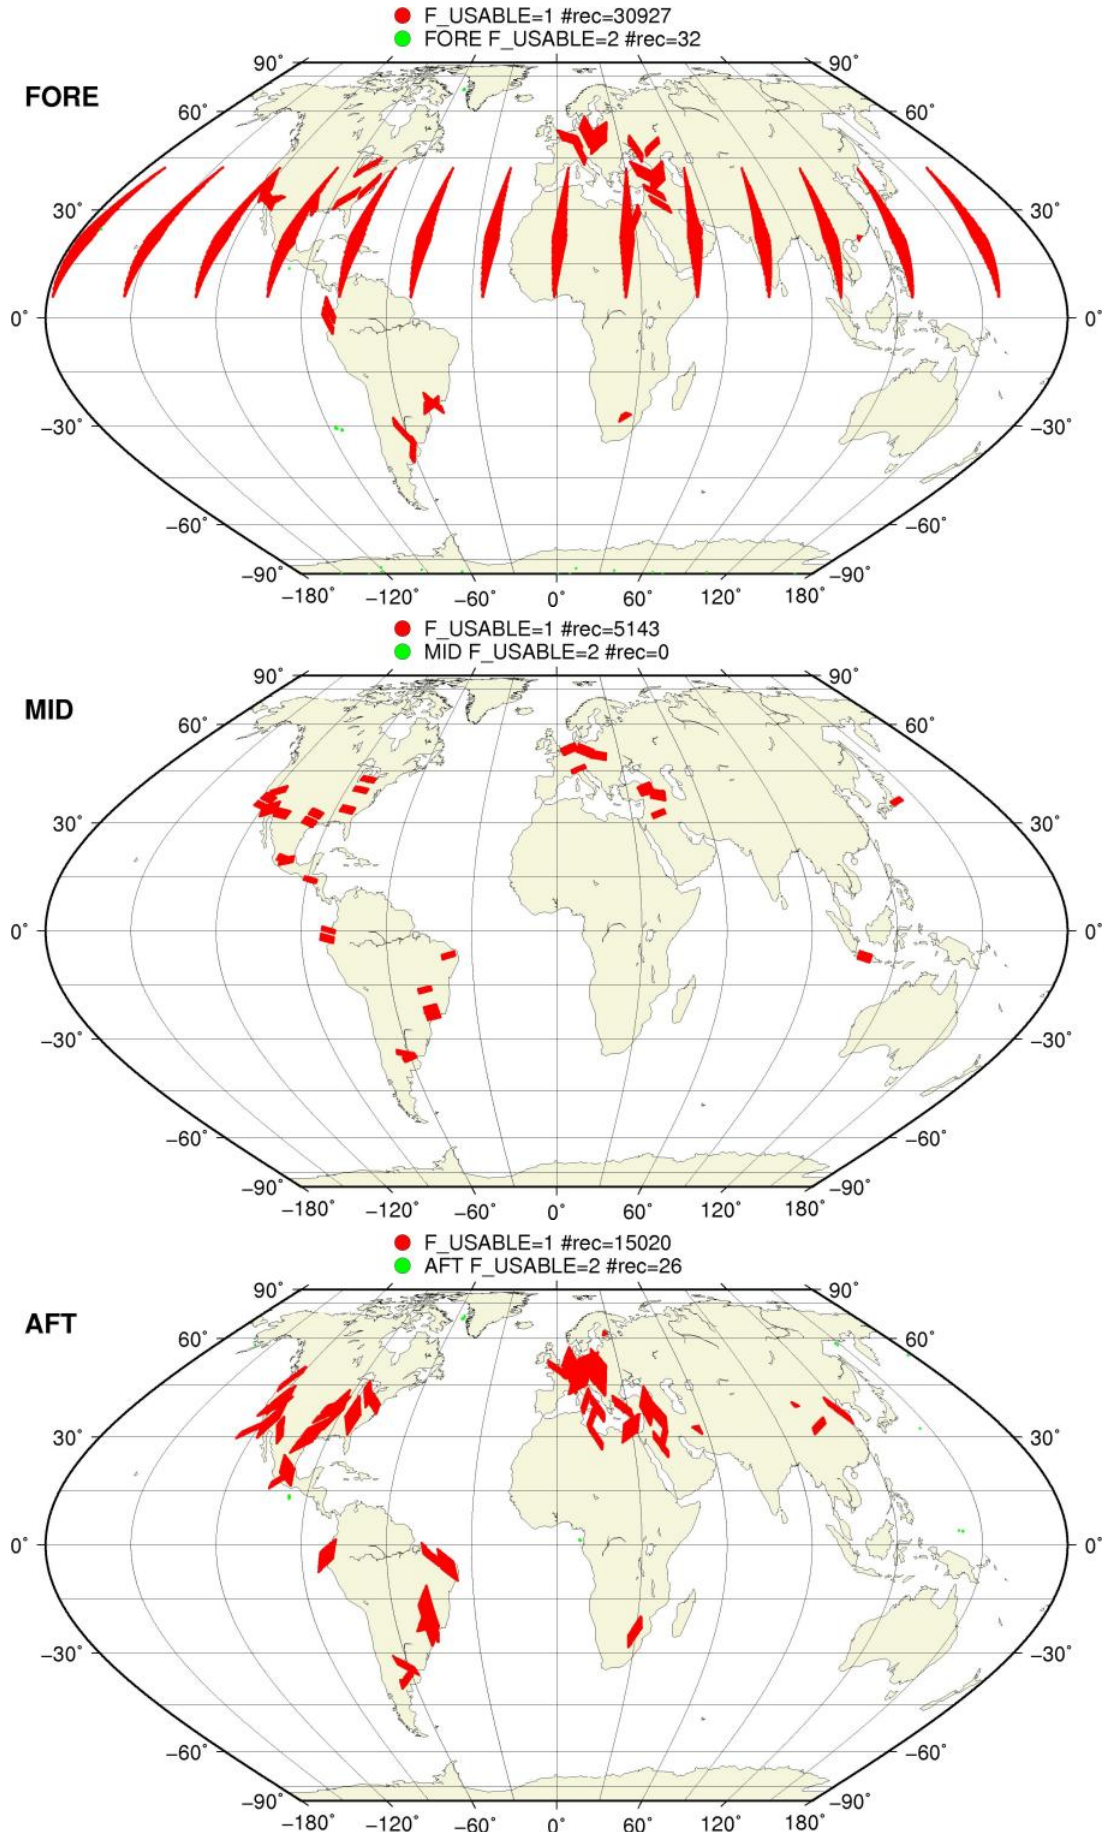 F_USABLE=1 #rec=30927
FORE F_USABLE=2 #rec=32
FORE
90° 90°
60° 60°
30° 30°
0° 0°
−30° −30°
−60° −60°
−90° −90°
−180° −120° −60° 0° 60° 120° 180°
F_USABLE=1 #rec=5143
MID F_USABLE=2 #rec=0
MID
90° 90°
60° 60°
30° 30°
0° 0°
−30° −30°
−60° −60°
−90° −90°
−180° −120° −60° 0° 60° 120° 180°
F_USABLE=1 #rec=15020
AFT F_USABLE=2 #rec=26
AFT
90° 90°
60° 60°
30° 30°
0° 0°
−30° −30°
−60° −60°
−90° −90°
−180° −120° −60° 0° 60° 120° 180°